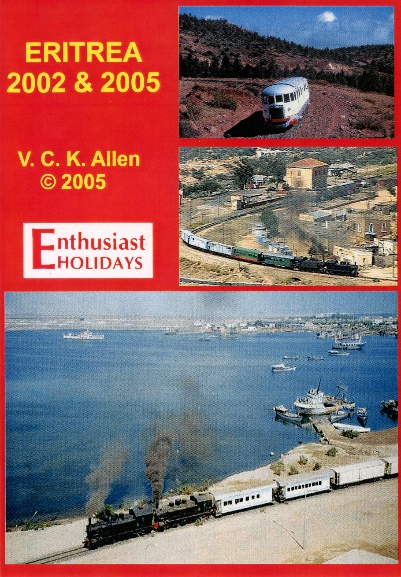 ERITREA
2002 & 2005
V. C. K. Allen
© 2005
Enthusiast
HOLIDAYS